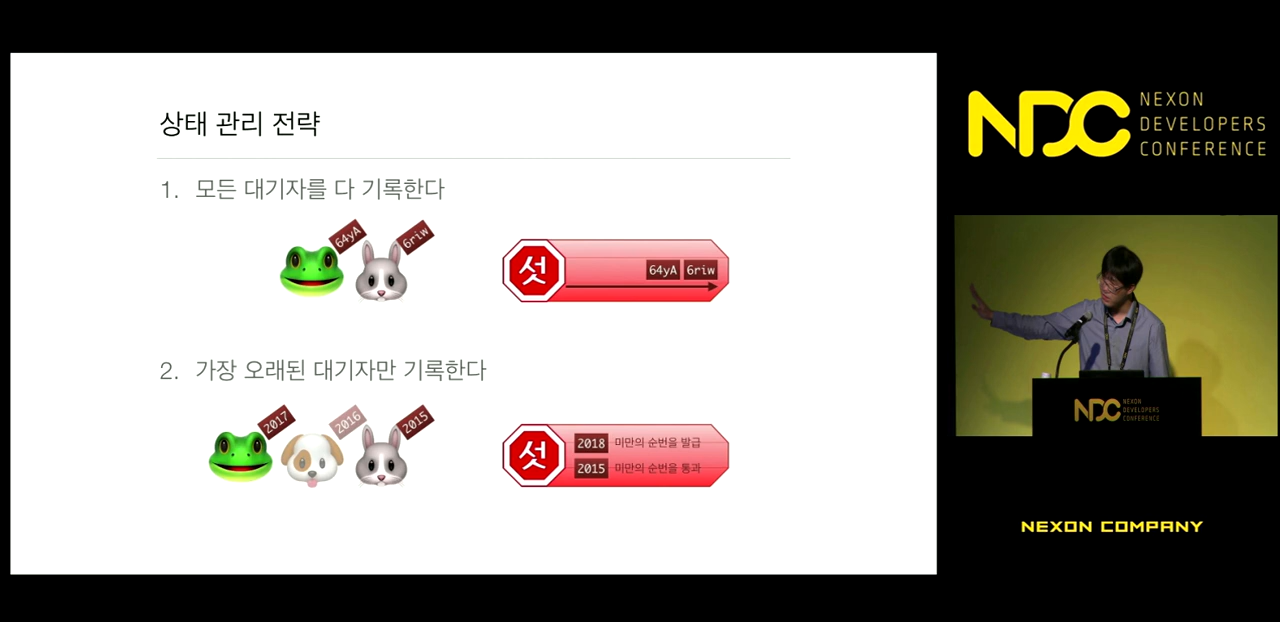 상태 관리 전략
1. 모든 대기자를 다 기록한다
64yA
6riw
섯
64yA 6riw
2. 가장 오래된 대기자만 기록한다
2017
2016
2015
섯
2018 미만의 순번을 발급
2015 미만의 순번을 통과
NDC
NEXON
DEVELOPERS
CONFERENCE
NDC
NEXON
DEVELOPERS
CONFERENCE
NEXON COMPANY